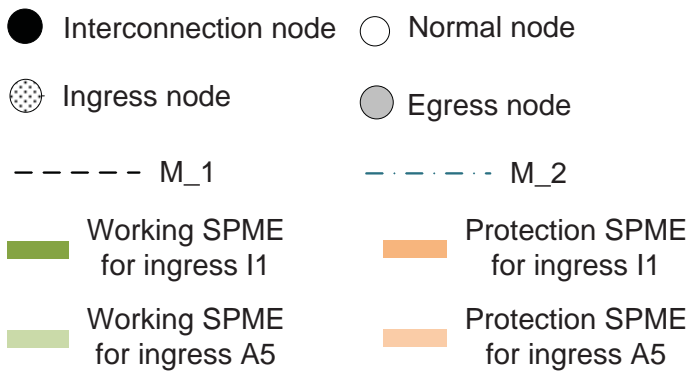 Interconnection node
Normal node
Ingress node
Egress node
M_1
M_2
Working SPME
for ingress I1
Protection SPME
for ingress I1
Working SPME
for ingress A5
Protection SPME
for ingress A5